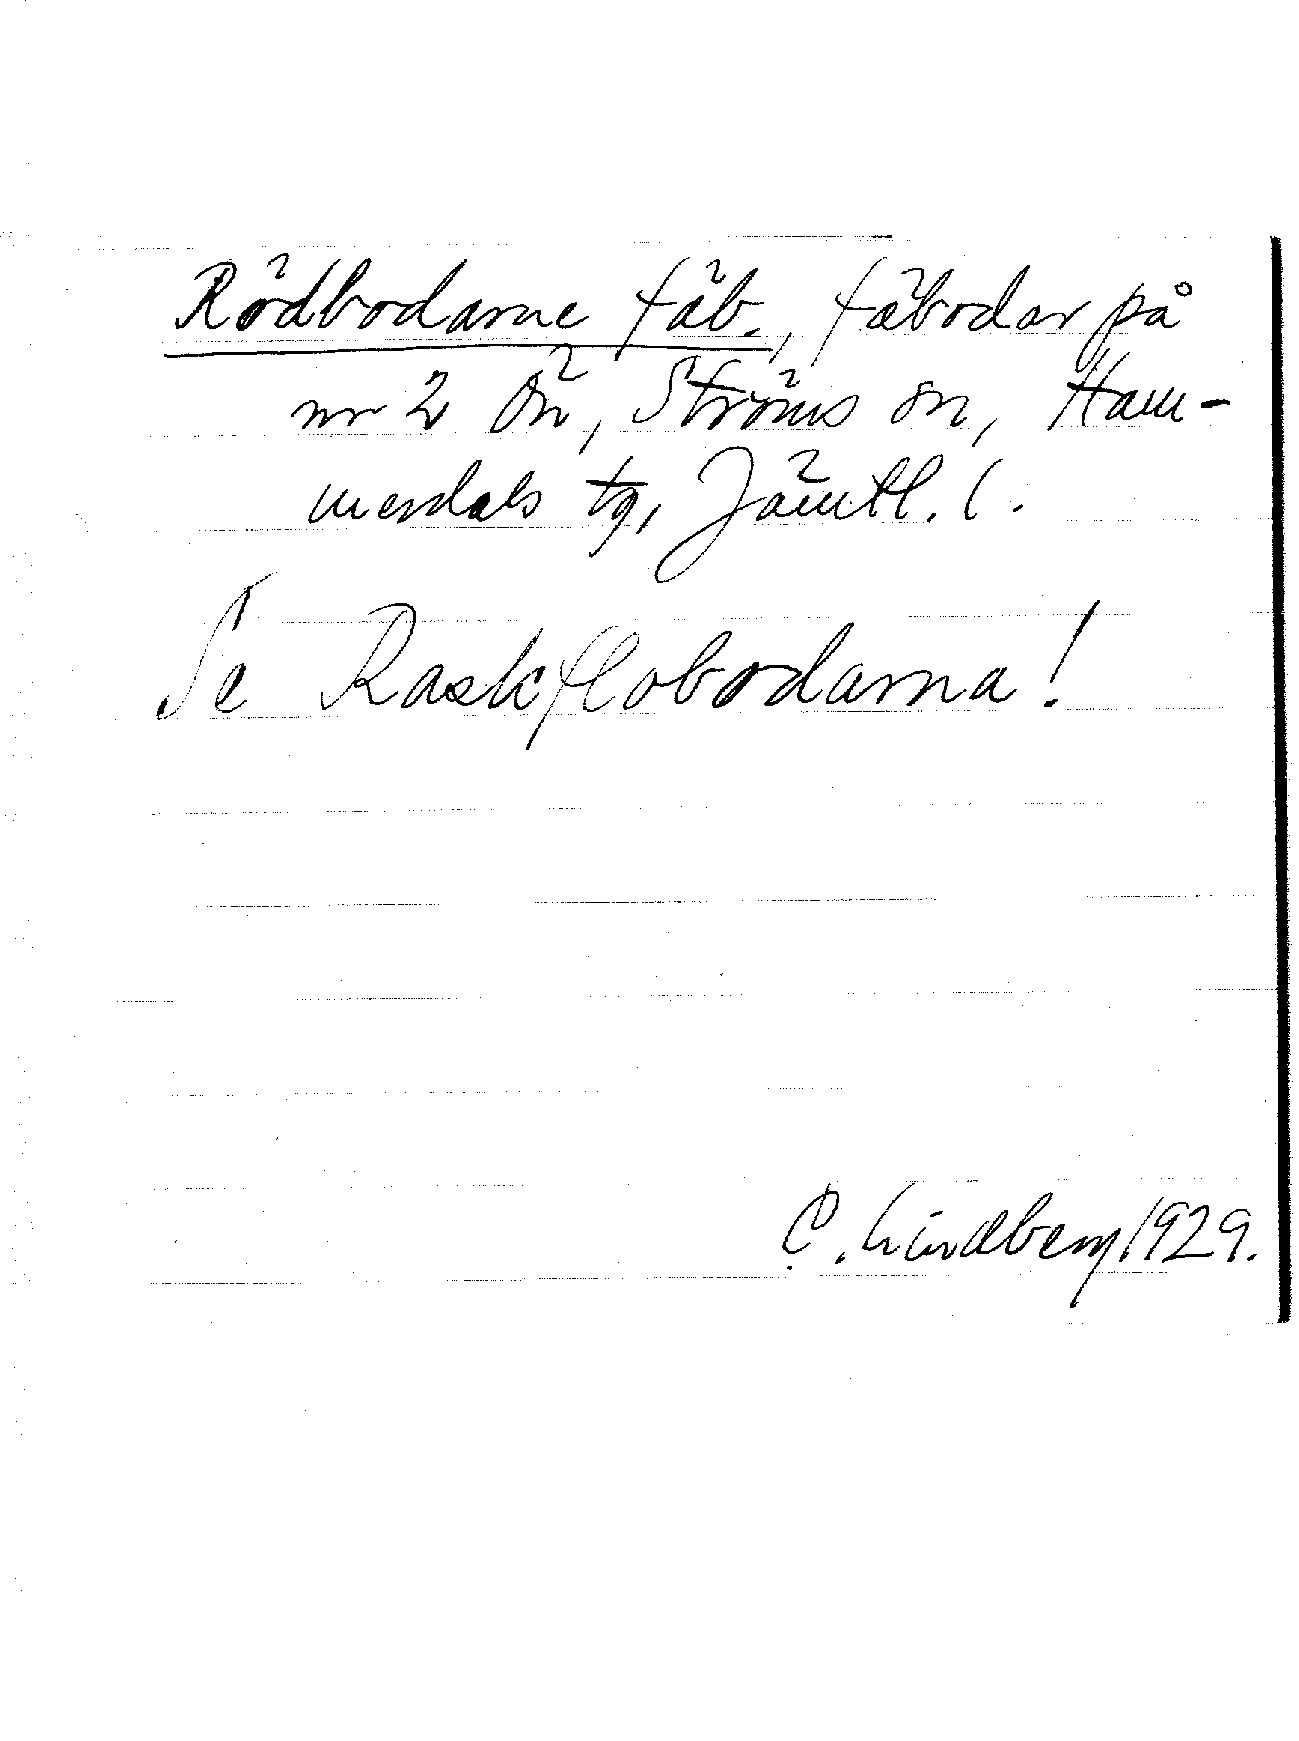 Rödbodarne fäb., fäbodar på
nr 2 Ön, Ströms sn, Ham-
merdals tg, Jämtl. l.
Se Raskflobodarna!
C. Lindberg 1929.